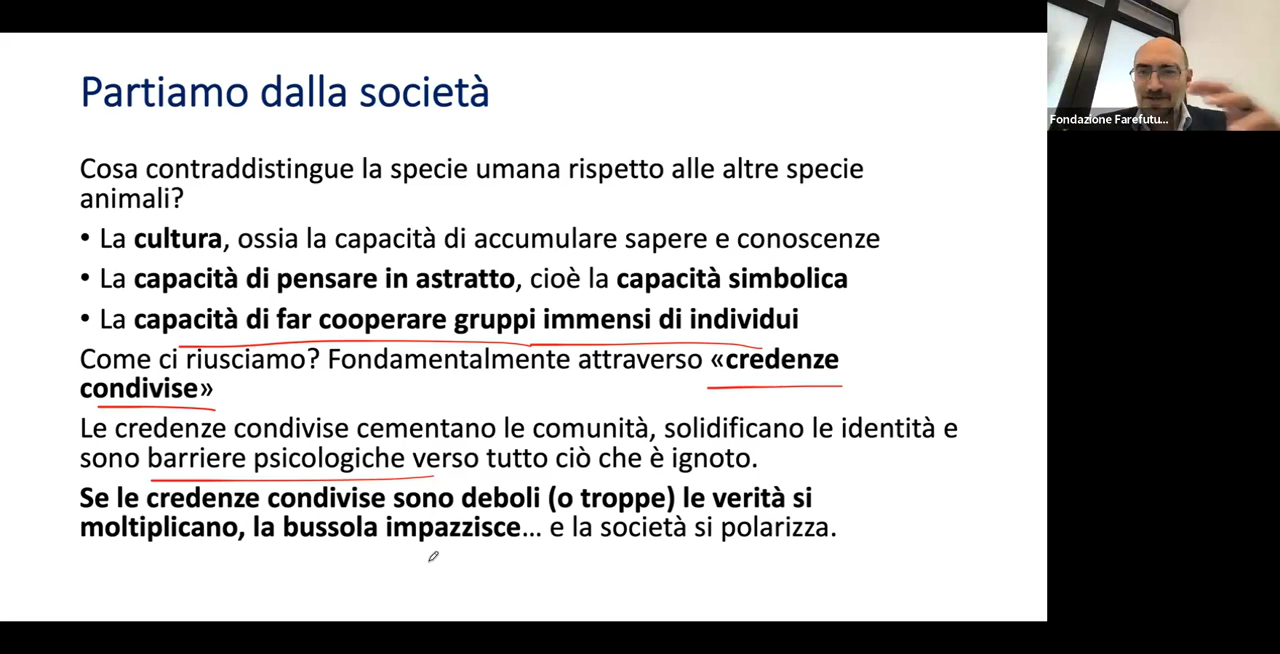 Partiamo dalla società
Cosa contraddistingue la specie umana rispetto alle altre specie
animali?
• La cultura, ossia la capacità di accumulare sapere e conoscenze
• La capacità di pensare in astratto, cioè la capacità simbolica
• La capacità di far cooperare gruppi immensi di individui
Come ci riusciamo? Fondamentalmente attraverso «credenze
condivise»
Le credenze condivise cementano le comunità, solidificano le identità e
sono barriere psicologiche verso tutto ciò che è ignoto.
Se le credenze condivise sono deboli (o troppe) le verità si
moltiplicano, la bussola impazzisce… e la società si polarizza.
Fondazione Farefutu...